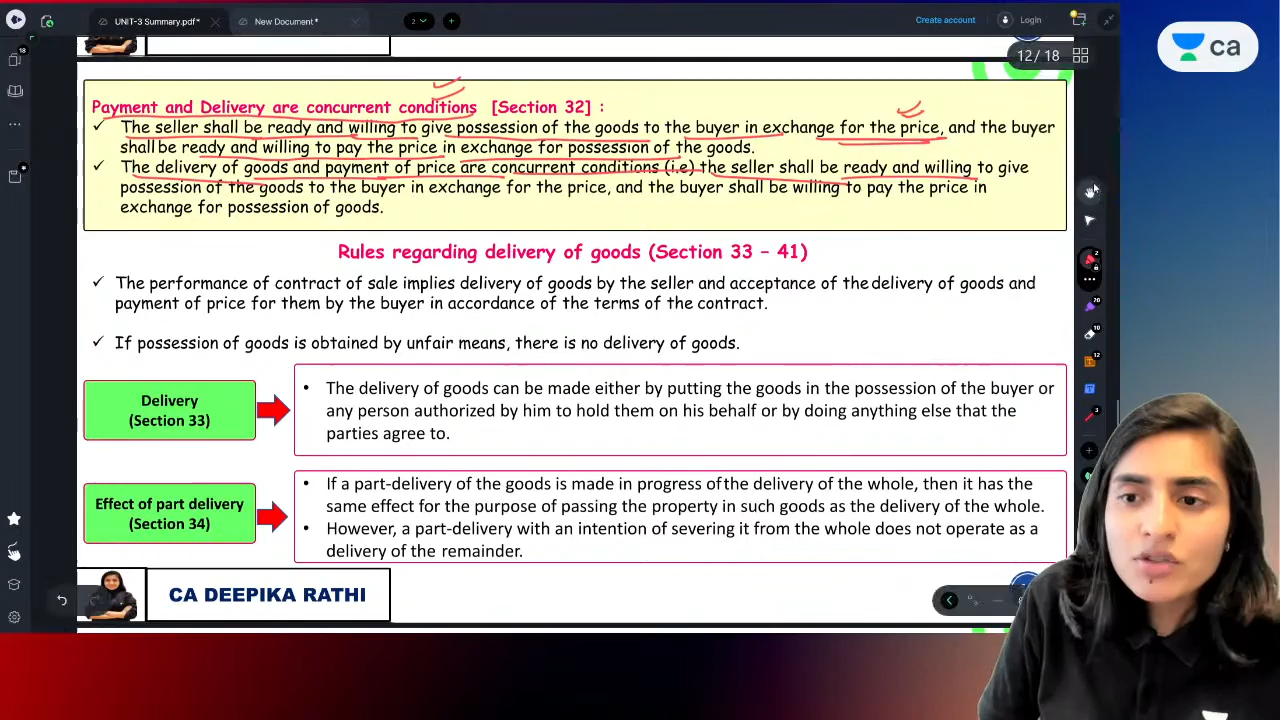 UNIT-3 Summary.pdf*
New Document*
2
Create account
Login
12 / 18
ca
18
Payment and Delivery are concurrent conditions [Section 32] :
✓ The seller shall be ready and willing to give possession of the goods to the buyer in exchange for the price, and the buyer
shall be ready and willing to pay the price in exchange for possession of the goods.
✓ The delivery of goods and payment of price are concurrent conditions (i.e) the seller shall be ready and willing to give
possession of the goods to the buyer in exchange for the price, and the buyer shall be willing to pay the price in
exchange for possession of goods.
Rules regarding delivery of goods (Section 33 – 41)
✓ The performance of contract of sale implies delivery of goods by the seller and acceptance of the delivery of goods and
payment of price for them by the buyer in accordance of the terms of the contract.
✓ If possession of goods is obtained by unfair means, there is no delivery of goods.
Delivery
(Section 33)
• The delivery of goods can be made either by putting the goods in the possession of the buyer or
any person authorized by him to hold them on his behalf or by doing anything else that the
parties agree to.
Effect of part delivery
(Section 34)
• If a part-delivery of the goods is made in progress of the delivery of the whole, then it has the
same effect for the purpose of passing the property in such goods as the delivery of the whole.
• However, a part-delivery with an intention of severing it from the whole does not operate as a
delivery of the remainder.
CA DEEPIKA RATHI
2
20
10
12
3